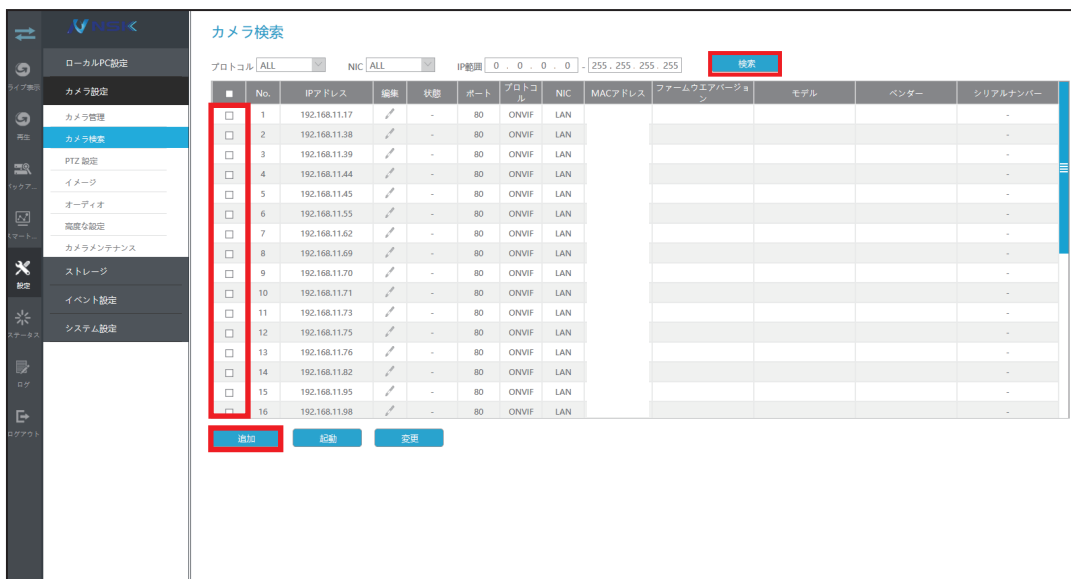 カメラ検索
プロトコル ALL NIC ALL IP範囲 0 . 0 . 0 . 0 - 255 . 255 . 255 . 255 検索
ライブ表示
再生
設定
ステータス
ログ
ログアウト
ローカルPC設定
カメラ設定
カメラ管理
カメラ検索
PTZ 設定
イメージ
オーディオ
高度な設定
カメラメンテナンス
ストレージ
イベント設定
システム設定
No. IPアドレス 編集 状態 ポート プロトコル NIC MACアドレス ファームウエアバージョン モデル ベンダー シリアルナンバー
1 192.168.11.17 - 80 ONVIF LAN -
2 192.168.11.38 - 80 ONVIF LAN -
3 192.168.11.39 - 80 ONVIF LAN -
4 192.168.11.44 - 80 ONVIF LAN -
5 192.168.11.45 - 80 ONVIF LAN -
6 192.168.11.55 - 80 ONVIF LAN -
7 192.168.11.62 - 80 ONVIF LAN -
8 192.168.11.69 - 80 ONVIF LAN -
9 192.168.11.70 - 80 ONVIF LAN -
10 192.168.11.71 - 80 ONVIF LAN -
11 192.168.11.73 - 80 ONVIF LAN -
12 192.168.11.75 - 80 ONVIF LAN -
13 192.168.11.76 - 80 ONVIF LAN -
14 192.168.11.82 - 80 ONVIF LAN -
15 192.168.11.95 - 80 ONVIF LAN -
16 192.168.11.98 - 80 ONVIF LAN -
追加 起動 変更